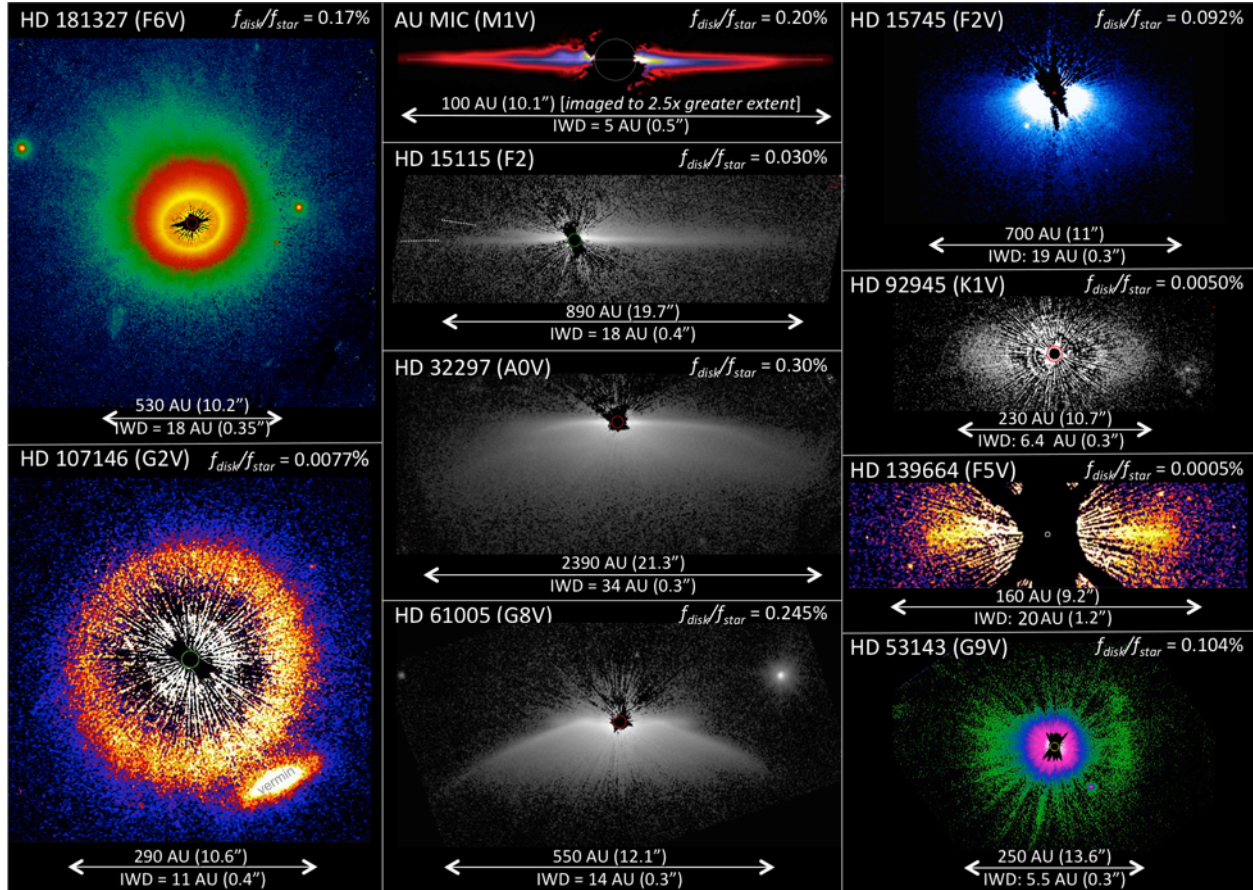 HD 181327 (F6V) f_disk/f_star = 0.17%
530 AU (10.2”)
IWD = 18 AU (0.35”)
HD 107146 (G2V) f_disk/f_star = 0.0077%
vermin
290 AU (10.6”)
IWD = 11 AU (0.4”)
AU MIC (M1V) f_disk/f_star = 0.20%
100 AU (10.1”) [imaged to 2.5x greater extent]
IWD = 5 AU (0.5”)
HD 15115 (F2) f_disk/f_star = 0.030%
890 AU (19.7”)
IWD = 18 AU (0.4”)
HD 32297 (A0V) f_disk/f_star = 0.30%
2390 AU (21.3”)
IWD = 34 AU (0.3”)
HD 61005 (G8V) f_disk/f_star = 0.245%
550 AU (12.1”)
IWD = 14 AU (0.3”)
HD 15745 (F2V) f_disk/f_star = 0.092%
700 AU (11”)
IWD: 19 AU (0.3”)
HD 92945 (K1V) f_disk/f_star = 0.0050%
230 AU (10.7”)
IWD: 6.4 AU (0.3”)
HD 139664 (F5V) f_disk/f_star = 0.0005%
160 AU (9.2”)
IWD: 20 AU (1.2”)
HD 53143 (G9V) f_disk/f_star = 0.104%
250 AU (13.6”)
IWD: 5.5 AU (0.3”)